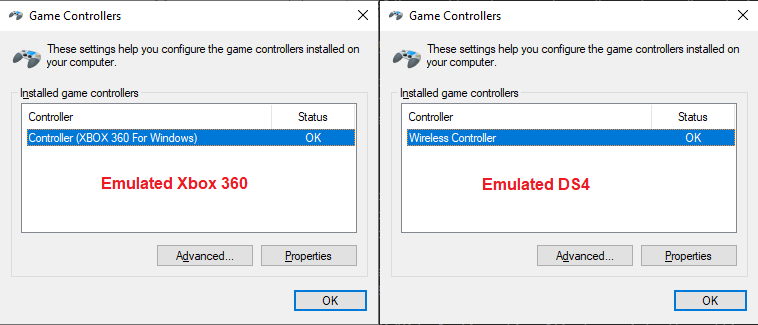 Game Controllers
These settings help you configure the game controllers installed on
your computer.
Installed game controllers
Controller Status
Controller (XBOX 360 For Windows) OK
Emulated Xbox 360
Advanced... Properties
OK
Game Controllers
These settings help you configure the game controllers installed on
your computer.
Installed game controllers
Controller Status
Wireless Controller OK
Emulated DS4
Advanced... Properties
OK